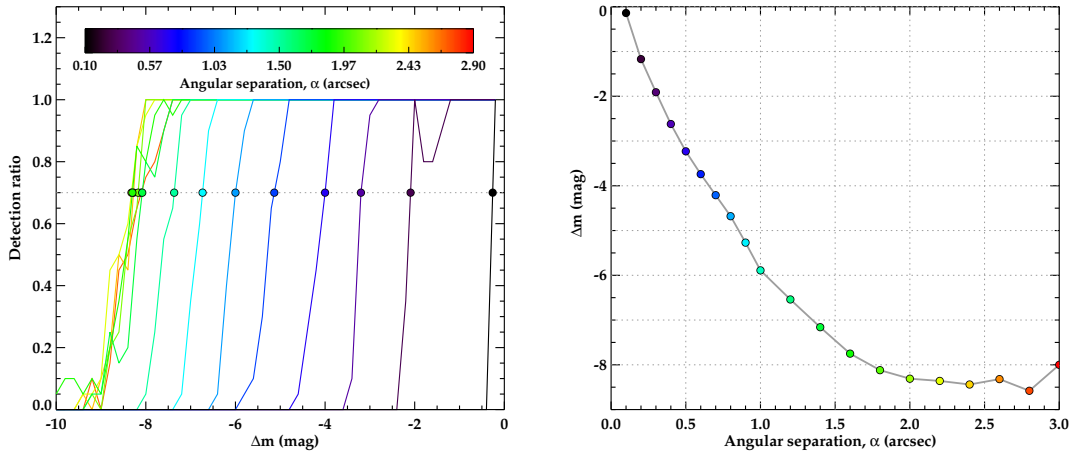 1.2
1.0
0.8
0.6
0.4
0.2
0.0
Detection ratio
0.10 0.57 1.03 1.50 1.97 2.43 2.90
Angular separation, α (arcsec)
-10 -8 -6 -4 -2 0
Δm (mag)
0
-2
-4
-6
-8
Δm (mag)
0.0 0.5 1.0 1.5 2.0 2.5 3.0
Angular separation, α (arcsec)